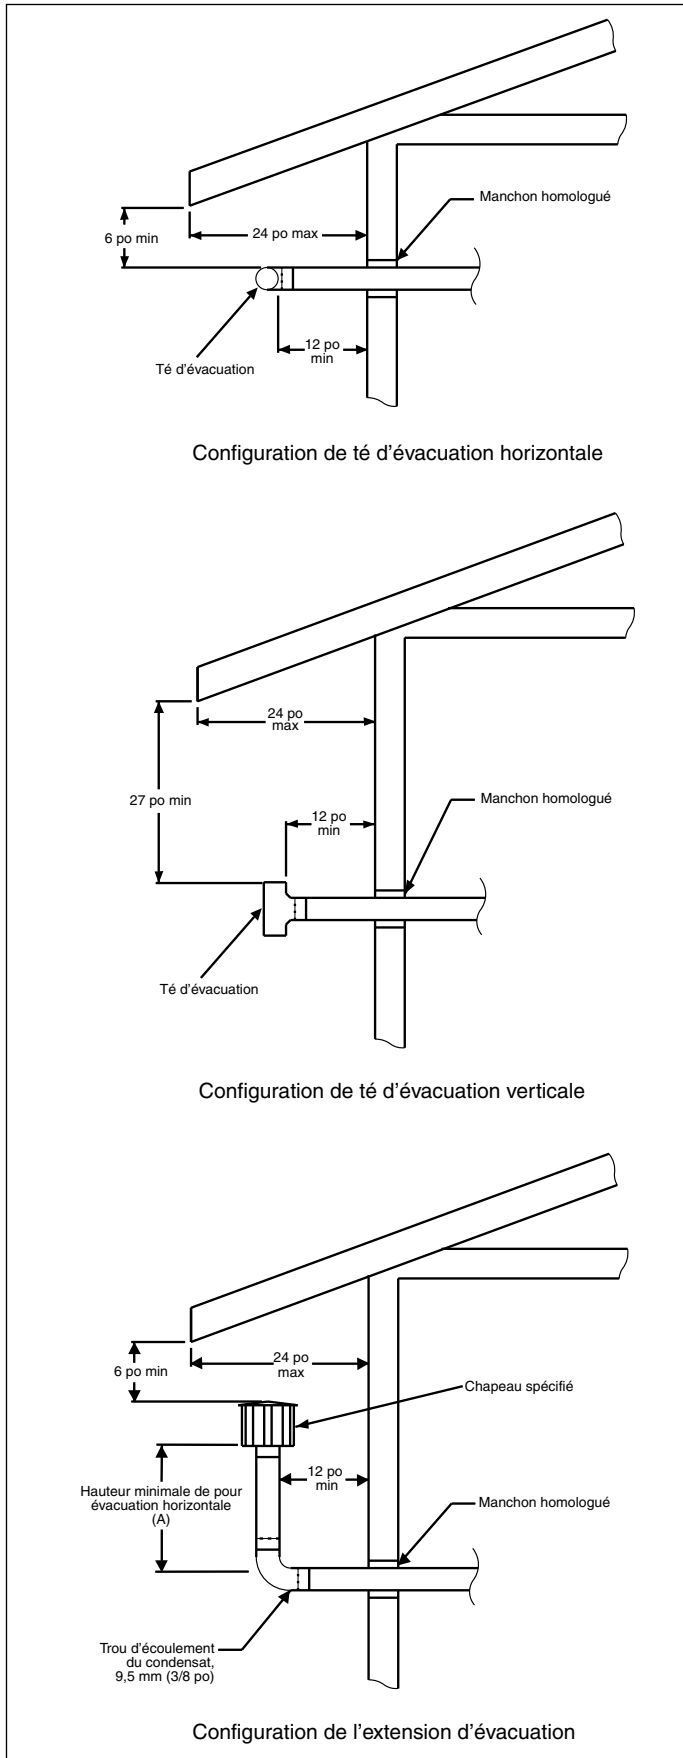 Manchon homologué
24 po max
6 po min
12 po
min
Té d'évacuation
Configuration de té d'évacuation horizontale
24 po
max
27 po min
Manchon homologué
12 po
min
Té d'évacuation
Configuration de té d'évacuation verticale
24 po
max
6 po min
Chapeau spécifié
12 po
min
Hauteur minimale de pour
évacuation horizontale
(A)
Manchon homologué
Trou d'écoulement
du condensat,
9,5 mm (3/8 po)
Configuration de l'extension d'évacuation